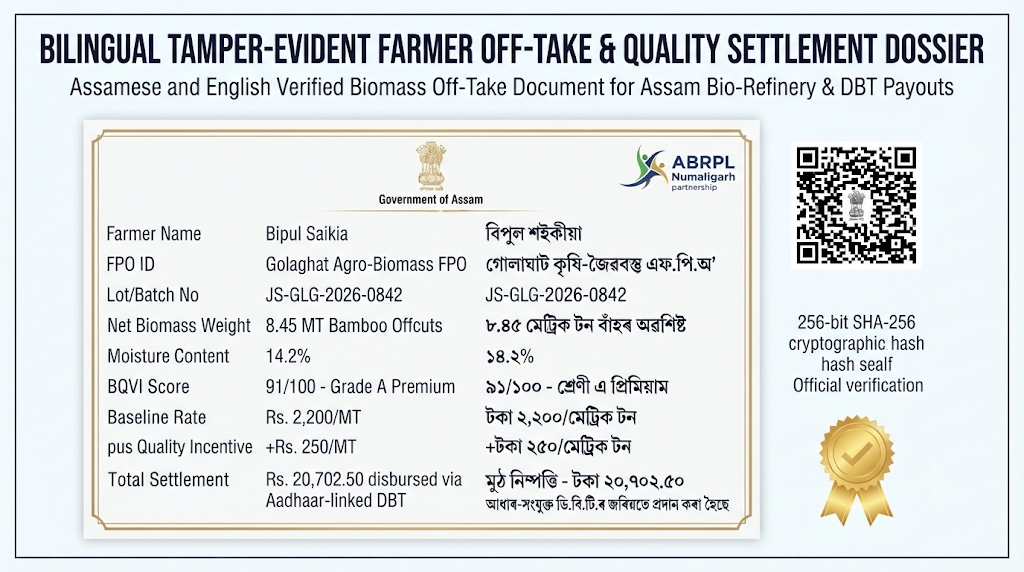 BILINGUAL TAMPER-EVIDENT FARMER OFF-TAKE & QUALITY SETTLEMENT DOSSIER
Assamese and English Verified Biomass Off-Take Document for Assam Bio-Refinery & DBT Payouts
Government of Assam
ABRPL
Numaligarh
partnership
Farmer Name Bipul Saikia বিপুল শইকীয়া
FPO ID Golaghat Agro-Biomass FPO গোলাঘাট কৃষি-জৈৱবস্তু এফ.পি.অ’
Lot/Batch No JS-GLG-2026-0842 JS-GLG-2026-0842
Net Biomass Weight 8.45 MT Bamboo Offcuts ৮.৪৫ মেট্ৰিক টন বাঁহৰ অৱশিষ্ট
Moisture Content 14.2% ১৪.২%
BQVI Score 91/100 - Grade A Premium ৯১/১০০ - শ্ৰেণী এ প্ৰিমিয়াম
Baseline Rate Rs. 2,200/MT টকা ২,২০০/মেট্ৰিক টন
pus Quality Incentive +Rs. 250/MT +টকা ২৫০/মেট্ৰিক টন
Total Settlement Rs. 20,702.50 disbursed via মুঠ নিষ্পত্তি - টকা ২০,৭০২.৫০
Aadhaar-linked DBT আধাৰ-সংযুক্ত ডি.বি.টি.ৰ জৰিয়তে প্ৰদান কৰা হৈছে
256-bit SHA-256
cryptographic hash
hash sealf
Official verification